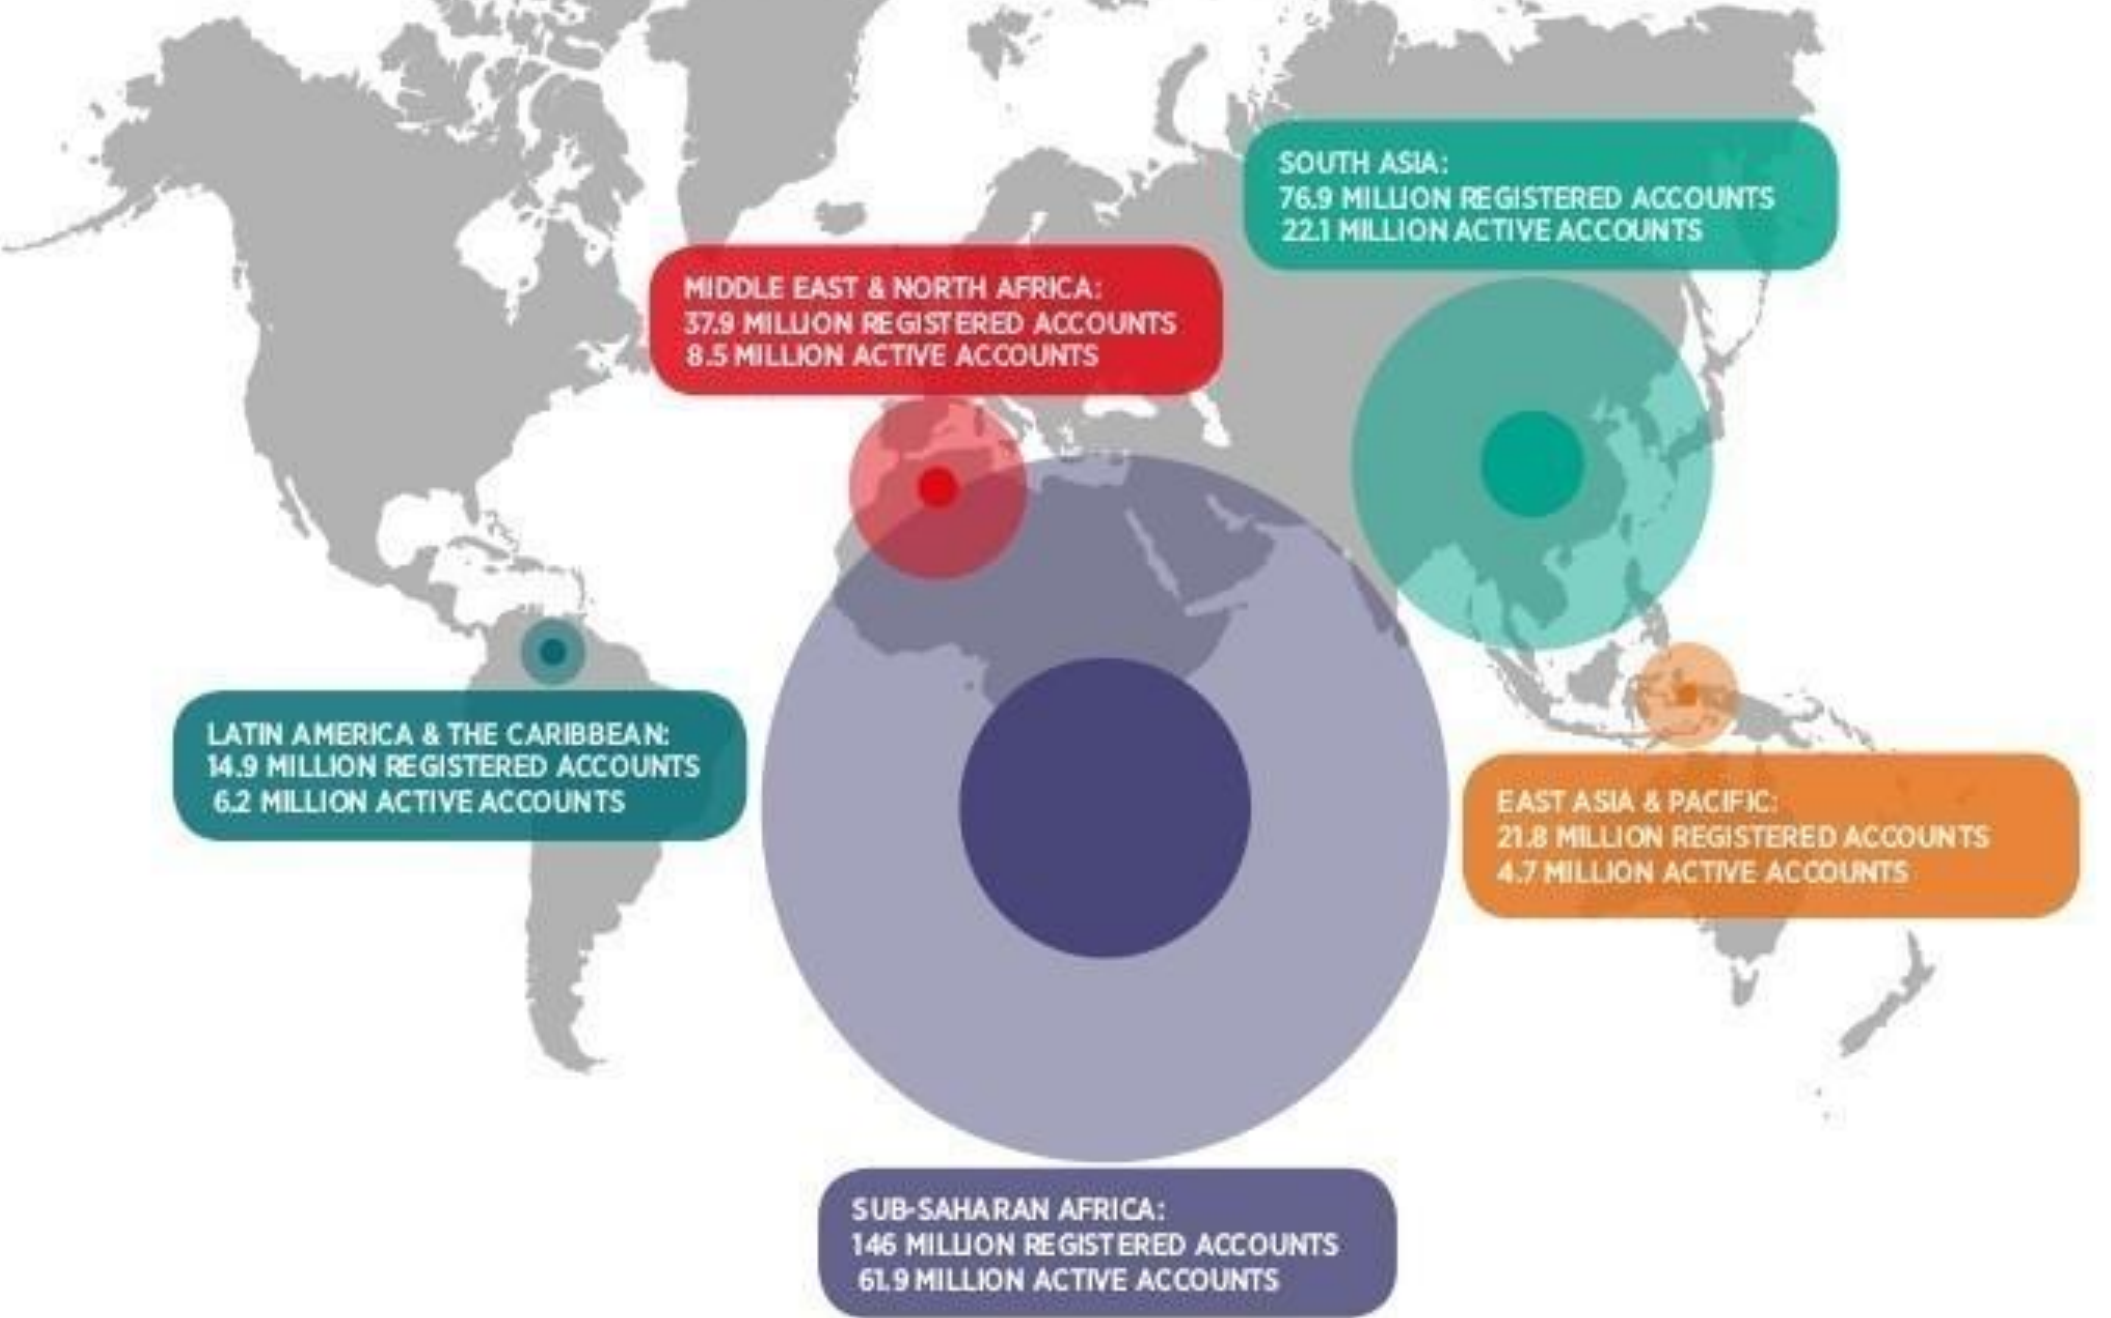 SOUTH ASIA:
76.9 MILLION REGISTERED ACCOUNTS
22.1 MILLION ACTIVE ACCOUNTS
MIDDLE EAST & NORTH AFRICA:
37.9 MILLION REGISTERED ACCOUNTS
8.5 MILLION ACTIVE ACCOUNTS
LATIN AMERICA & THE CARIBBEAN:
14.9 MILLION REGISTERED ACCOUNTS
6.2 MILLION ACTIVE ACCOUNTS
EAST ASIA & PACIFIC:
21.8 MILLION REGISTERED ACCOUNTS
4.7 MILLION ACTIVE ACCOUNTS
SUB-SAHARAN AFRICA:
146 MILLION REGISTERED ACCOUNTS
61.9 MILLION ACTIVE ACCOUNTS